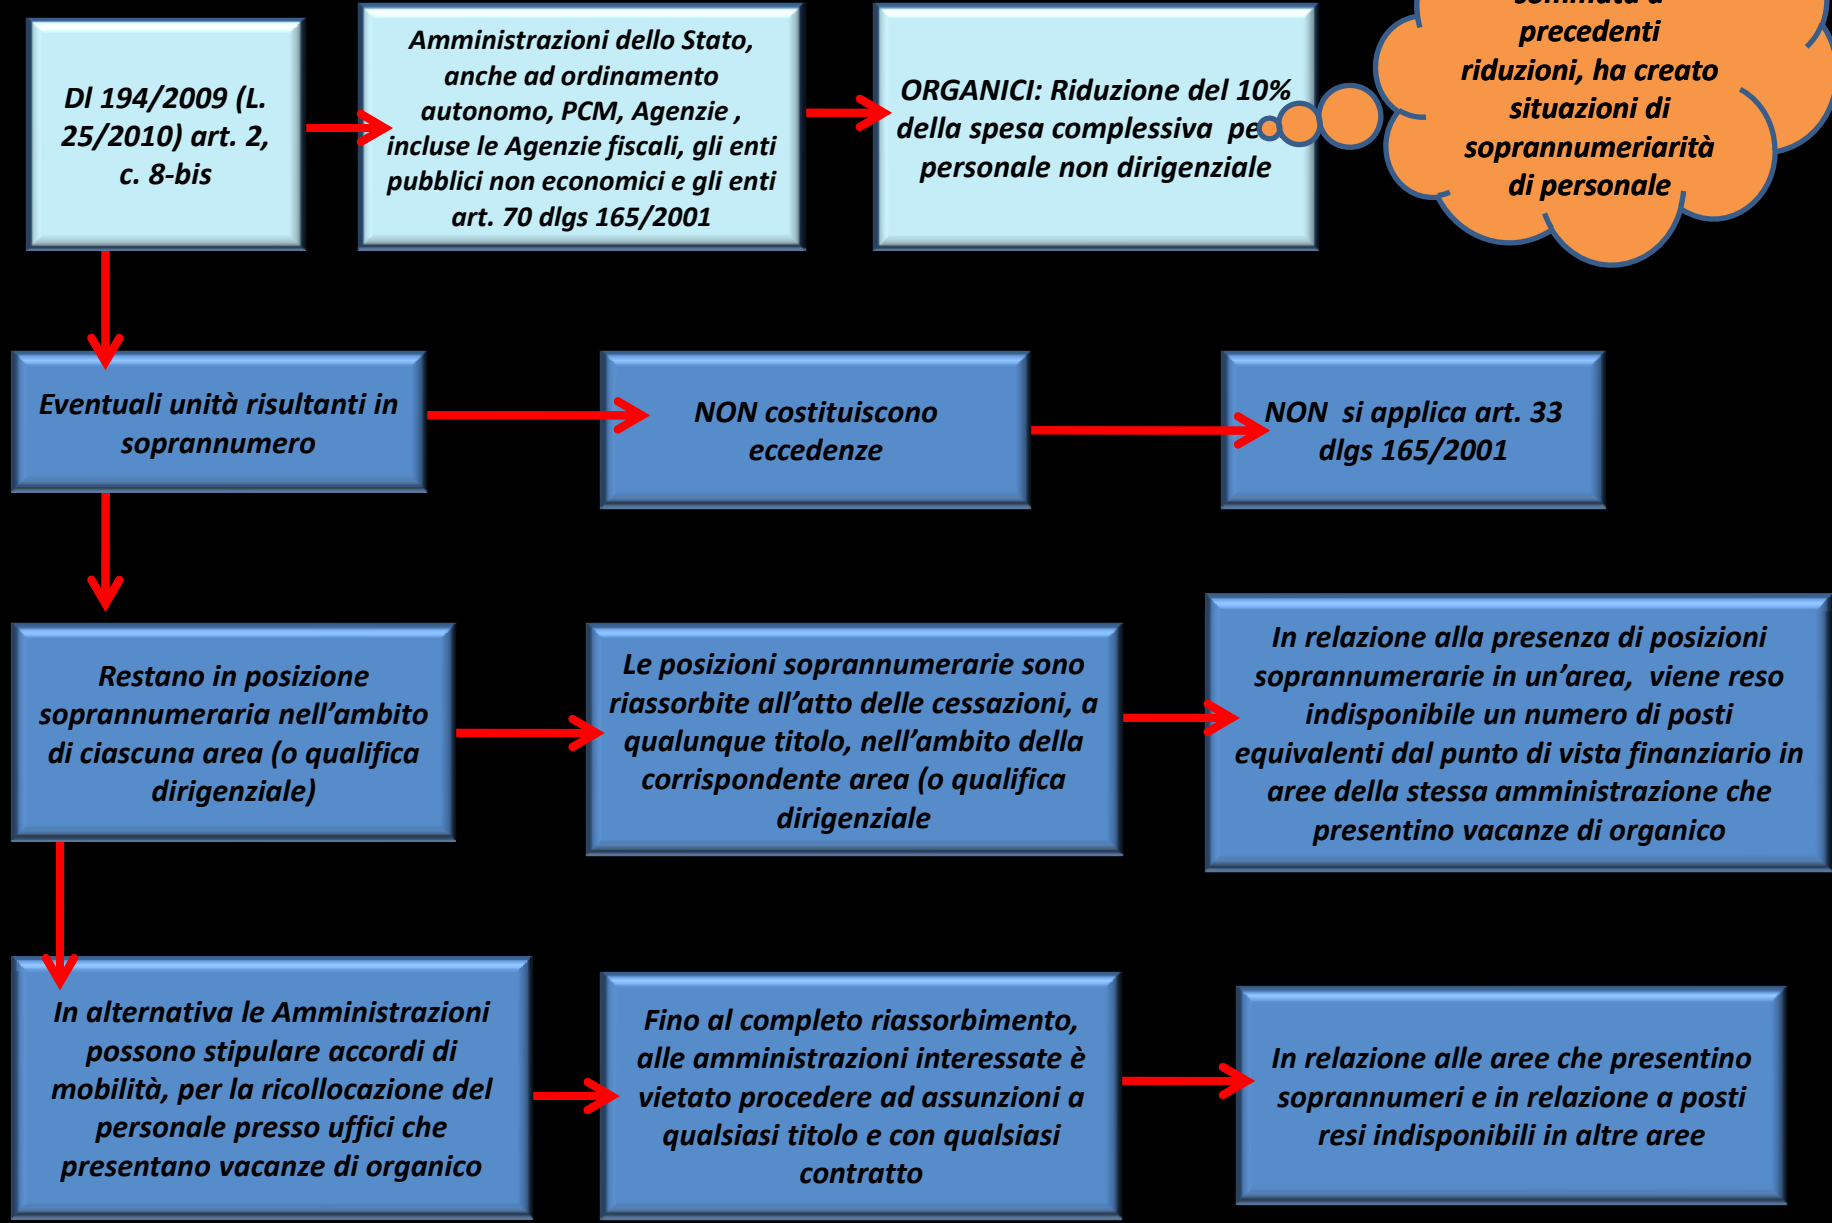 Dl 194/2009 (L.
25/2010) art. 2,
c. 8-bis
Amministrazioni dello Stato,
anche ad ordinamento
autonomo, PCM, Agenzie ,
incluse le Agenzie fiscali, gli enti
pubblici non economici e gli enti
art. 70 dlgs 165/2001
ORGANICI: Riduzione del 10%
della spesa complessiva pe
personale non dirigenziale
precedenti
riduzioni, ha creato
situazioni di
soprannumeriarità
di personale
Eventuali unità risultanti in
soprannumero
NON costituiscono
eccedenze
NON si applica art. 33
dlgs 165/2001
Restano in posizione
soprannumeraria nell’ambito
di ciascuna area (o qualifica
dirigenziale)
Le posizioni soprannumerarie sono
riassorbite all’atto delle cessazioni, a
qualunque titolo, nell’ambito della
corrispondente area (o qualifica
dirigenziale
In relazione alla presenza di posizioni
soprannumerarie in un’area, viene reso
indisponibile un numero di posti
equivalenti dal punto di vista finanziario in
aree della stessa amministrazione che
presentino vacanze di organico
In alternativa le Amministrazioni
possono stipulare accordi di
mobilità, per la ricollocazione del
personale presso uffici che
presentano vacanze di organico
Fino al completo riassorbimento,
alle amministrazioni interessate è
vietato procedere ad assunzioni a
qualsiasi titolo e con qualsiasi
contratto
In relazione alle aree che presentino
soprannumeri e in relazione a posti
resi indisponibili in altre aree